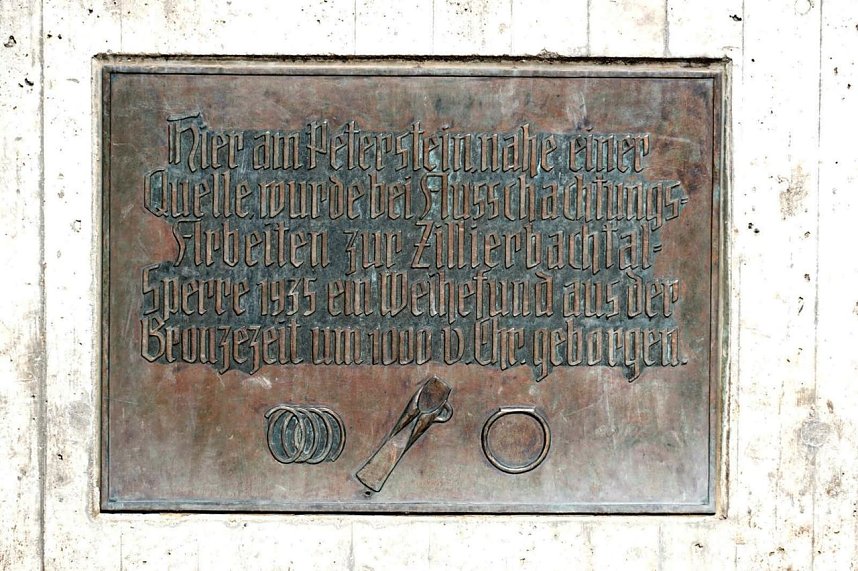 Hier am Peterstein, nahe einer
Quelle, wurde bei Ausschachtungs-
Arbeiten zur Zillierbachtal-
Sperre 1935 ein Weihefund aus der
Bronzezeit um 1000 v. Chr. geborgen.